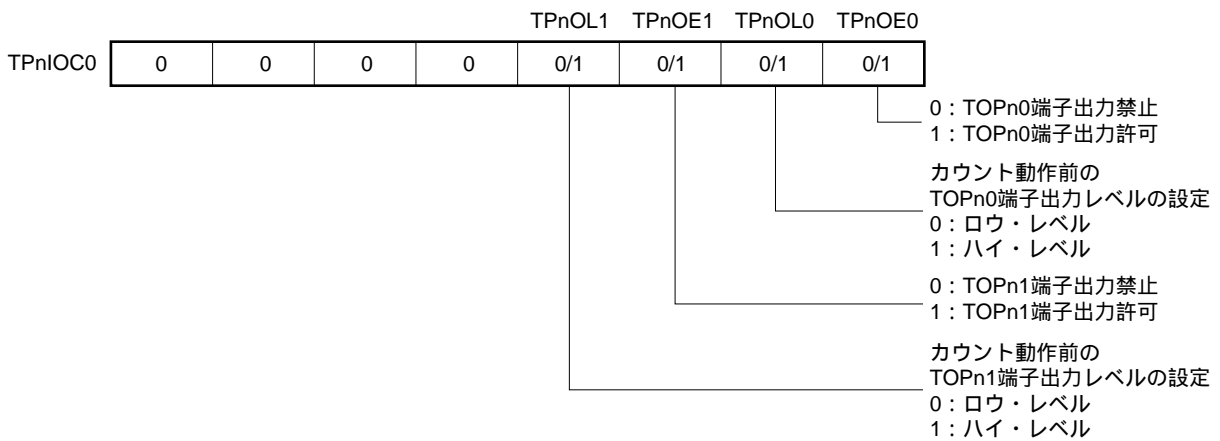 TPnOL1 TPnOE1 TPnOL0 TPnOE0
TPnIOC0 0 0 0 0 0/1 0/1 0/1 0/1
0：TOPn0端子出力禁止
1：TOPn0端子出力許可
カウント動作前の
TOPn0端子出力レベルの設定
0：ロウ・レベル
1：ハイ・レベル
0：TOPn1端子出力禁止
1：TOPn1端子出力許可
カウント動作前の
TOPn1端子出力レベルの設定
0：ロウ・レベル
1：ハイ・レベル